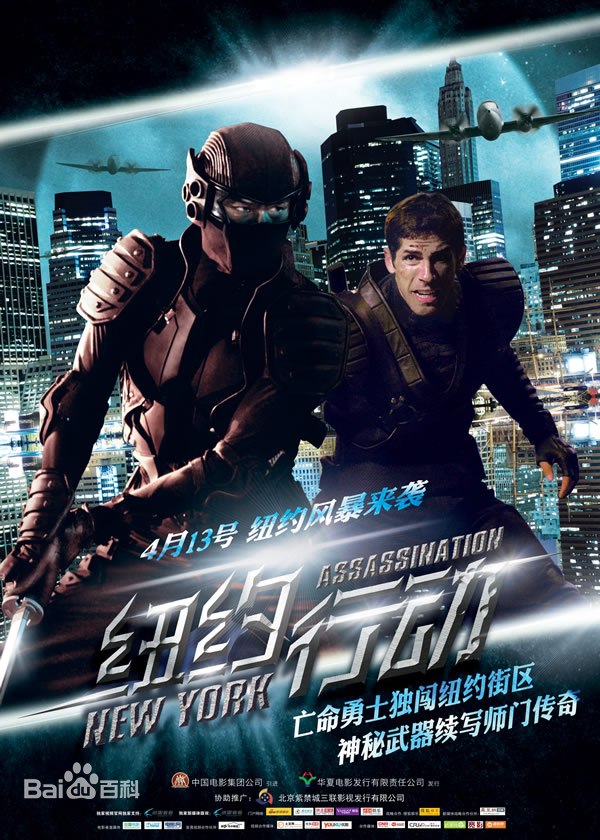 4月13号 纽约风暴来袭
ASSASSINATION
纽约行动
NEW YORK
亡命勇士独闯纽约街区
神秘武器续写师门传奇
Bai百科
中国电影集团公司 引进 华夏电影发行有限责任公司 发行
协助推广： 北京紫禁城三联影视发行有限公司